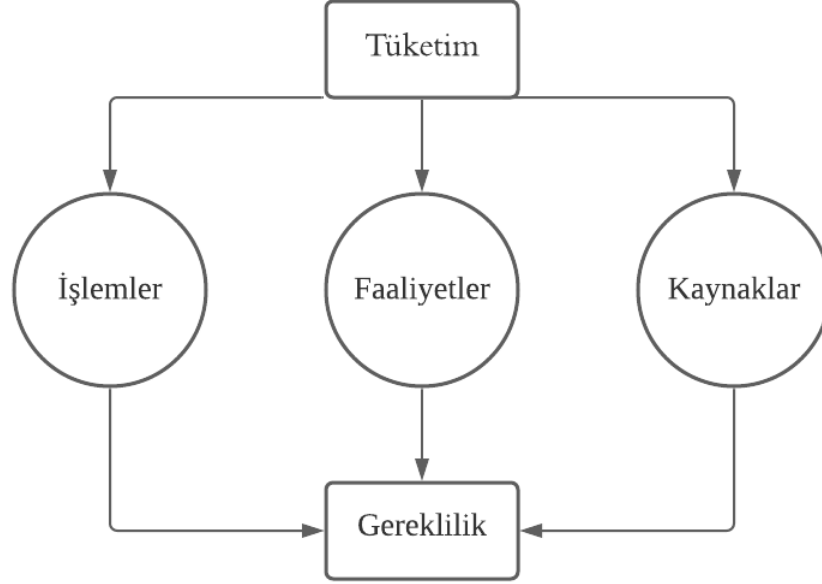 Tüketim
İşlemler
Faaliyetler
Kaynaklar
Gereklilik